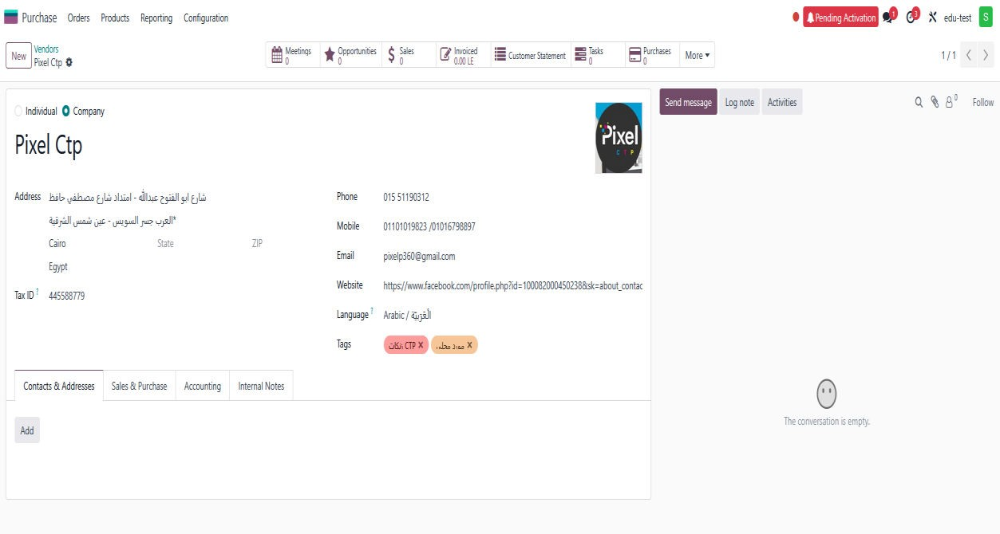 Purchase Orders Products Reporting Configuration
Pending Activation 1 3 edu-test S
New Vendors
Pixel Ctp
Meetings 0
Opportunities 0
Sales 0
Invoiced 0.00 LE
Customer Statement
Tasks 0
Purchases 0
More
1 / 1
Individual Company
Pixel Ctp
Pixel
C T P
Address شارع ابو الفتوح عبدالله - امتداد شارع مصطفي حافظ
العرب جسر السويس - عين شمس الشرقية*
Cairo State ZIP
Egypt
Tax ID ? 445588779
Phone 015 51190312
Mobile 01101019823 /01016798897
Email pixelp360@gmail.com
Website https://www.facebook.com/profile.php?id=100082000450238&sk=about_contac
Language ? Arabic / الْعَرَبيّة
Tags زنكات CTP x مورد محلي x
Contacts & Addresses Sales & Purchase Accounting Internal Notes
Add
Send message Log note Activities
0 Follow
The conversation is empty.